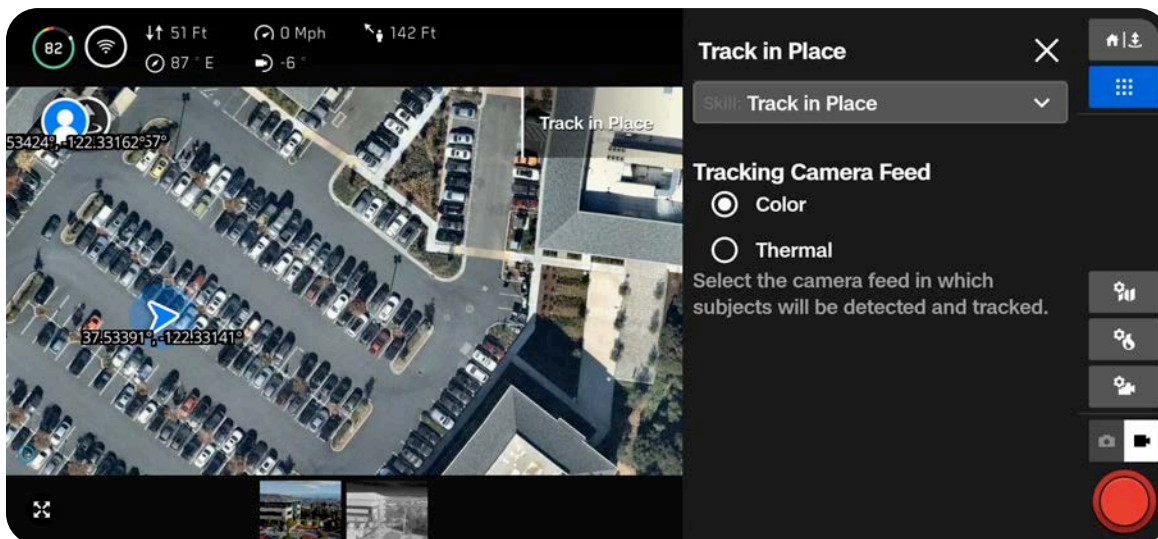 82
51 Ft
0 Mph
142 Ft
87 ° E
-6 °
Track in Place
Skill: Track in Place
Track in Place
53424°, -122.33162°57°
Tracking Camera Feed
Color
Thermal
Select the camera feed in which
subjects will be detected and tracked.
37.53391°, -122.33141°